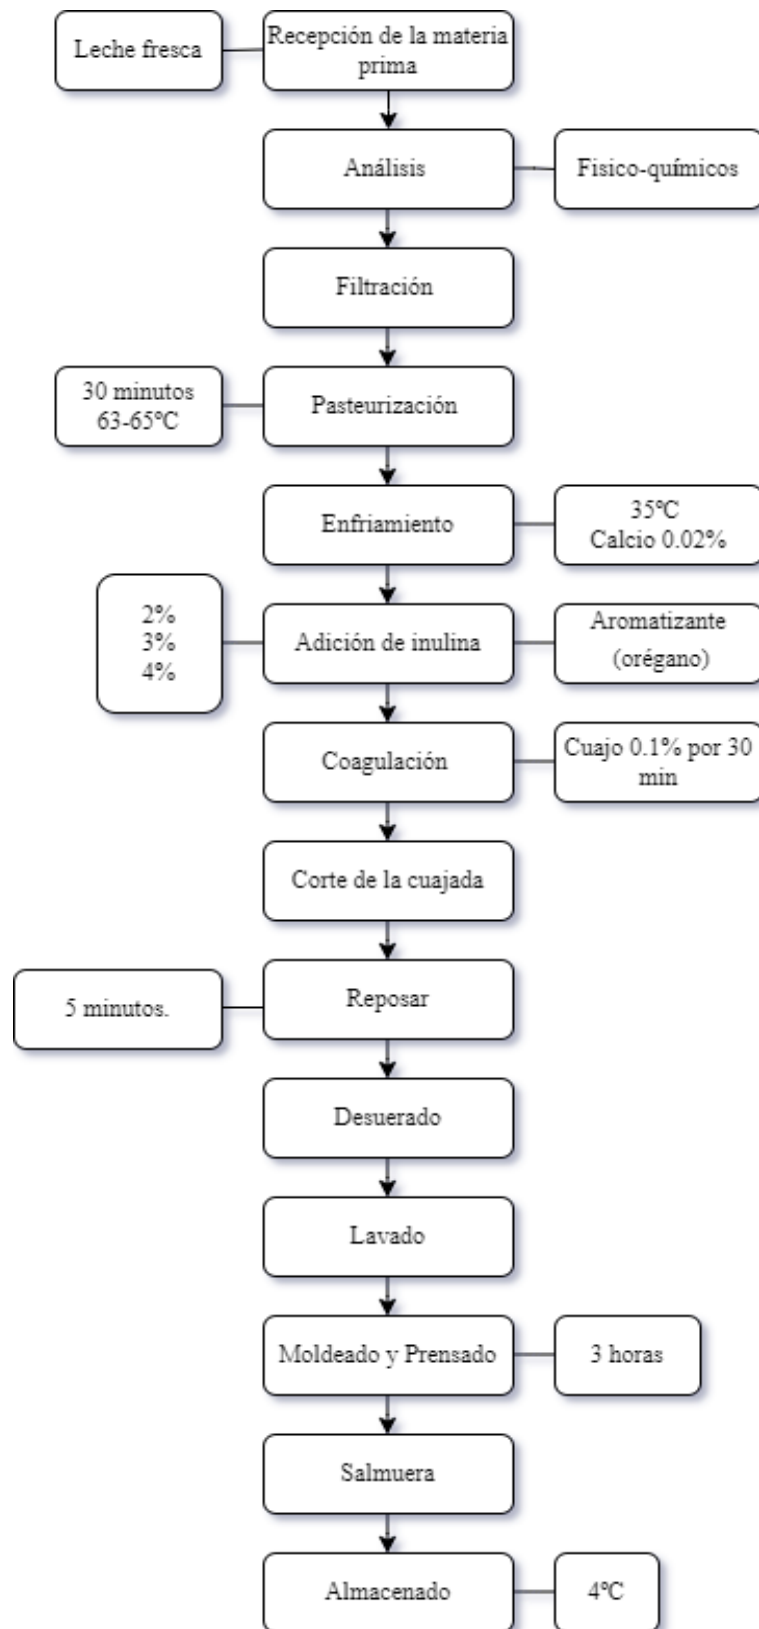 Leche fresca
Recepción de la materia
prima
Análisis
Fisico-químicos
Filtración
30 minutos
63-65ºC
Pasteurización
Enfriamiento
35ºC
Calcio 0.02%
2%
3%
4%
Adición de inulina
Aromatizante
(orégano)
Coagulación
Cuajo 0.1% por 30
min
Corte de la cuajada
5 minutos.
Reposar
Desuerado
Lavado
Moldeado y Prensado
3 horas
Salmuera
Almacenado
4ºC